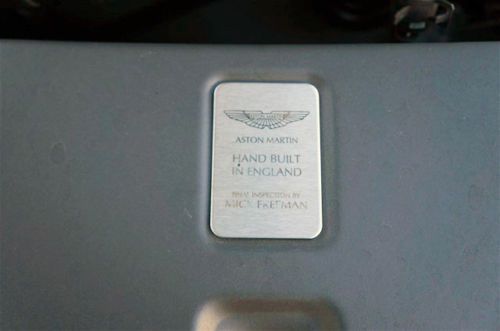 ASTON MARTIN
HAND BUILT
IN ENGLAND
FINAL INSPECTION BY
MICK FREEMAN